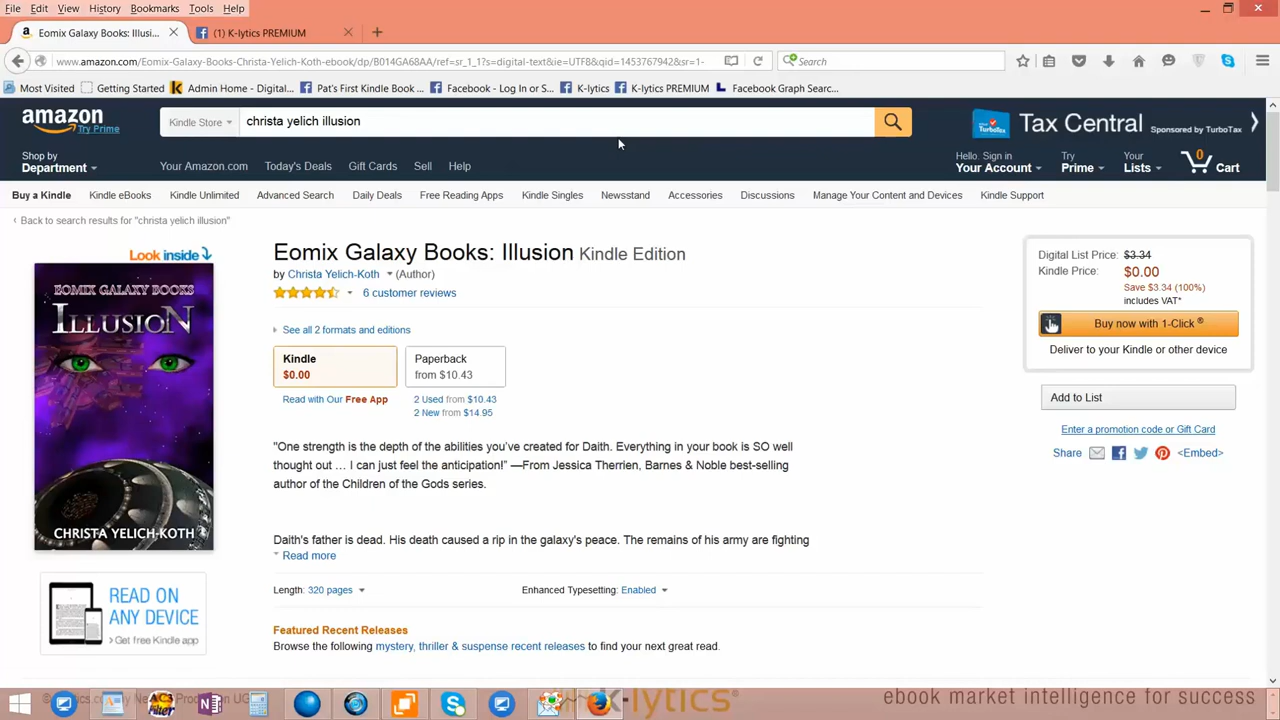 File Edit View History Bookmarks Tools Help
Eomix Galaxy Books: Illusi...
(1) K-lytics PREMIUM
www.amazon.com/Eomix-Galaxy-Books-Christa-Yelich-Koth-ebook/dp/B014GA68AA/ref=sr_1_1?s=digital-text&ie=UTF8&qid=1453767942&sr=1-
Search
Most Visited Getting Started Admin Home - Digital... Pat's First Kindle Book ... Facebook - Log In or S... K-lytics K-lytics PREMIUM Facebook Graph Searc...
amazon
Try Prime
Kindle Store christa yelich illusion
TurboTax Tax Central Sponsored by TurboTax
Shop by
Department
Your Amazon.com Today's Deals Gift Cards Sell Help
Hello. Sign in
Your Account
Try
Prime
Your
Lists
0
Cart
Buy a Kindle Kindle eBooks Kindle Unlimited Advanced Search Daily Deals Free Reading Apps Kindle Singles Newsstand Accessories Discussions Manage Your Content and Devices Kindle Support
‹ Back to search results for "christa yelich illusion"
Look inside
EOMIX GALAXY BOOKS
ILLUSION
CHRISTA YELICH-KOTH
READ ON
ANY DEVICE
› Get free Kindle app
Eomix Galaxy Books: Illusion Kindle Edition
by Christa Yelich-Koth (Author)
6 customer reviews
See all 2 formats and editions
Kindle
$0.00
Paperback
from $10.43
Read with Our Free App
2 Used from $10.43
2 New from $14.95
"One strength is the depth of the abilities you've created for Daith. Everything in your book is SO well
thought out … I can just feel the anticipation!" —From Jessica Therrien, Barnes & Noble best-selling
author of the Children of the Gods series.
Daith's father is dead. His death caused a rip in the galaxy's peace. The remains of his army are fighting
Read more
Length: 320 pages
Enhanced Typesetting: Enabled
Featured Recent Releases
Browse the following mystery, thriller & suspense recent releases to find your next great read.
Digital List Price: $3.34
Kindle Price: $0.00
Save $3.34 (100%)
includes VAT*
Buy now with 1-Click ®
Deliver to your Kindle or other device
Add to List
Enter a promotion code or Gift Card
Share <Embed>
k-lytics®
ebook market intelligence for success